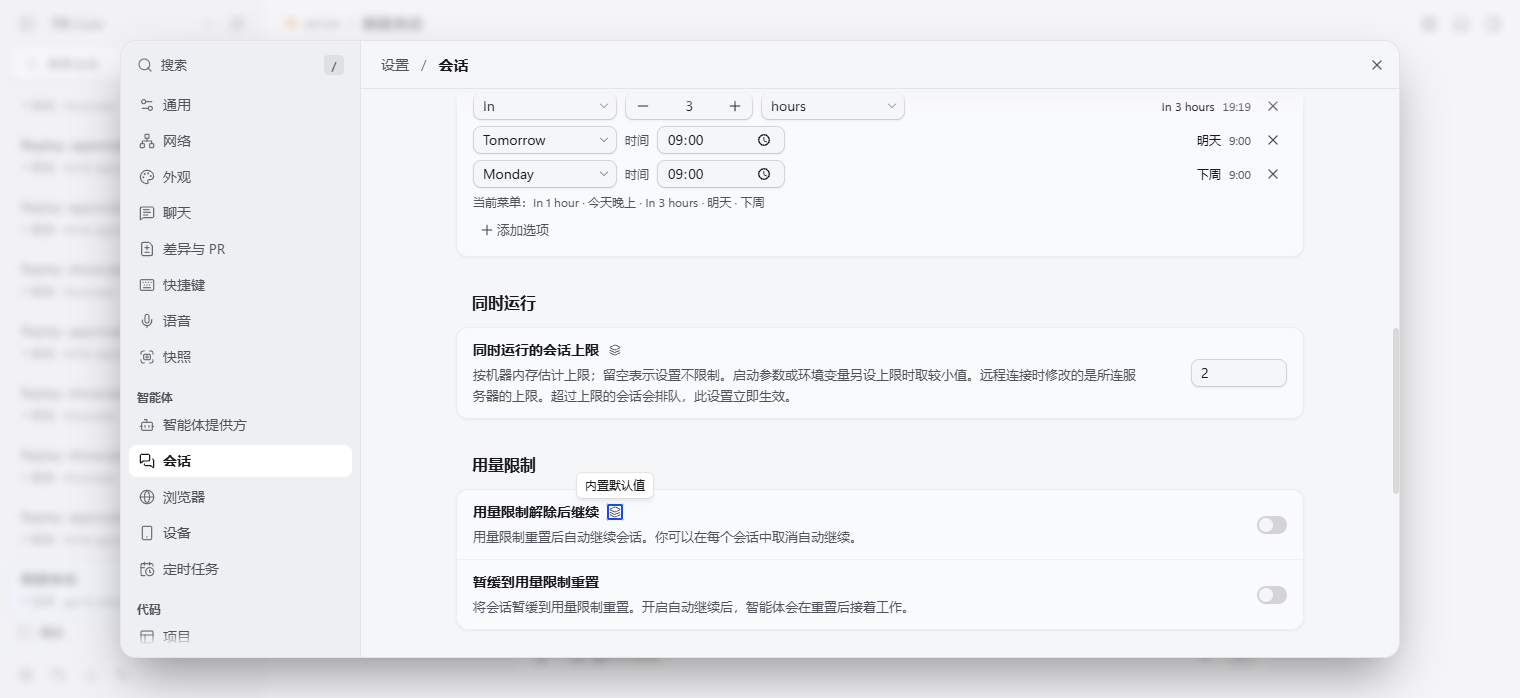 搜索 /
通用
网络
外观
聊天
差异与 PR
快捷键
语音
快照
智能体
智能体提供方
会话
浏览器
设备
定时任务
代码
项目
设置 / 会话
In 3 hours In 3 hours 19:19
Tomorrow 时间 09:00 明天 9:00
Monday 时间 09:00 下周 9:00
当前菜单：In 1 hour · 今天晚上 · In 3 hours · 明天 · 下周
添加选项
同时运行
同时运行的会话上限
按机器内存估计上限；留空表示设置不限制。启动参数或环境变量另设上限时取较小值。远程连接时修改的是所连服
务器的上限。超过上限的会话会排队，此设置立即生效。
2
用量限制
内置默认值
用量限制解除后继续
用量限制重置后自动继续会话。你可以在每个会话中取消自动继续。
暂缓到用量限制重置
将会话暂缓到用量限制重置。开启自动继续后，智能体会在重置后接着工作。